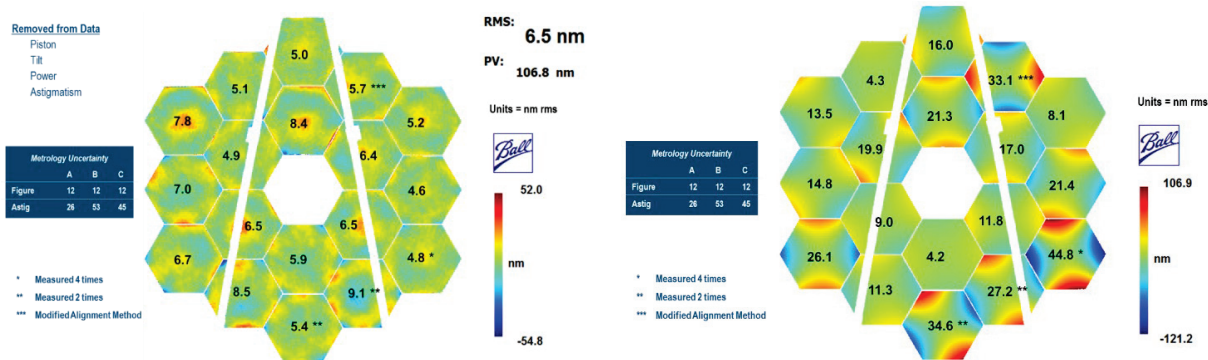 Removed from Data
Piston
Tilt
Power
Astigmatism
Metrology Uncertainty
A B C
Figure 12 12 12
Astig 26 53 45
* Measured 4 times
** Measured 2 times
*** Modified Alignment Method
5.0
5.1
5.7 ***
7.8
8.4
5.2
4.9
6.4
7.0
4.6
6.5
6.5
6.7
5.9
4.8 *
8.5
9.1 **
5.4 **
RMS:
6.5 nm
PV:
106.8 nm
Units = nm rms
Ball
52.0
nm
-54.8
16.0
4.3
33.1 ***
13.5
21.3
8.1
19.9
17.0
14.8
21.4
9.0
11.8
26.1
4.2
44.8 *
11.3
27.2 **
34.6 **
Metrology Uncertainty
A B C
Figure 12 12 12
Astig 26 53 45
* Measured 4 times
** Measured 2 times
*** Modified Alignment Method
Units = nm rms
Ball
106.9
nm
-121.2